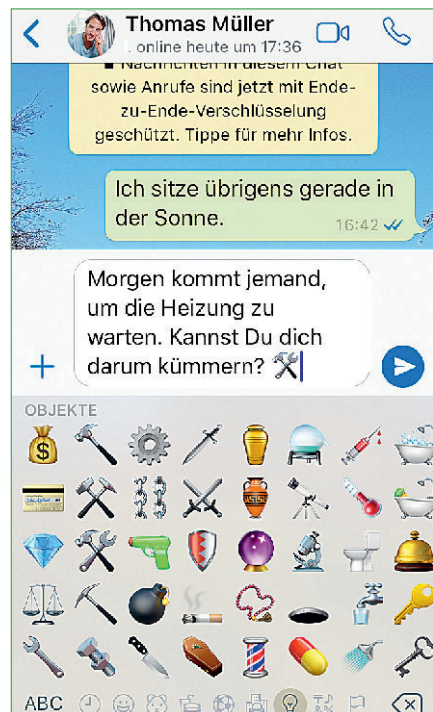 Thomas Müller
. online heute um 17:36
Nachrichten in diesem Chat
sowie Anrufe sind jetzt mit Ende-
zu-Ende-Verschlüsselung
geschützt. Tippe für mehr Infos.
Ich sitze übrigens gerade in
der Sonne.
16:42
Morgen kommt jemand,
um die Heizung zu
warten. Kannst Du dich
darum kümmern? 🛠
OBJEKTE
ABC